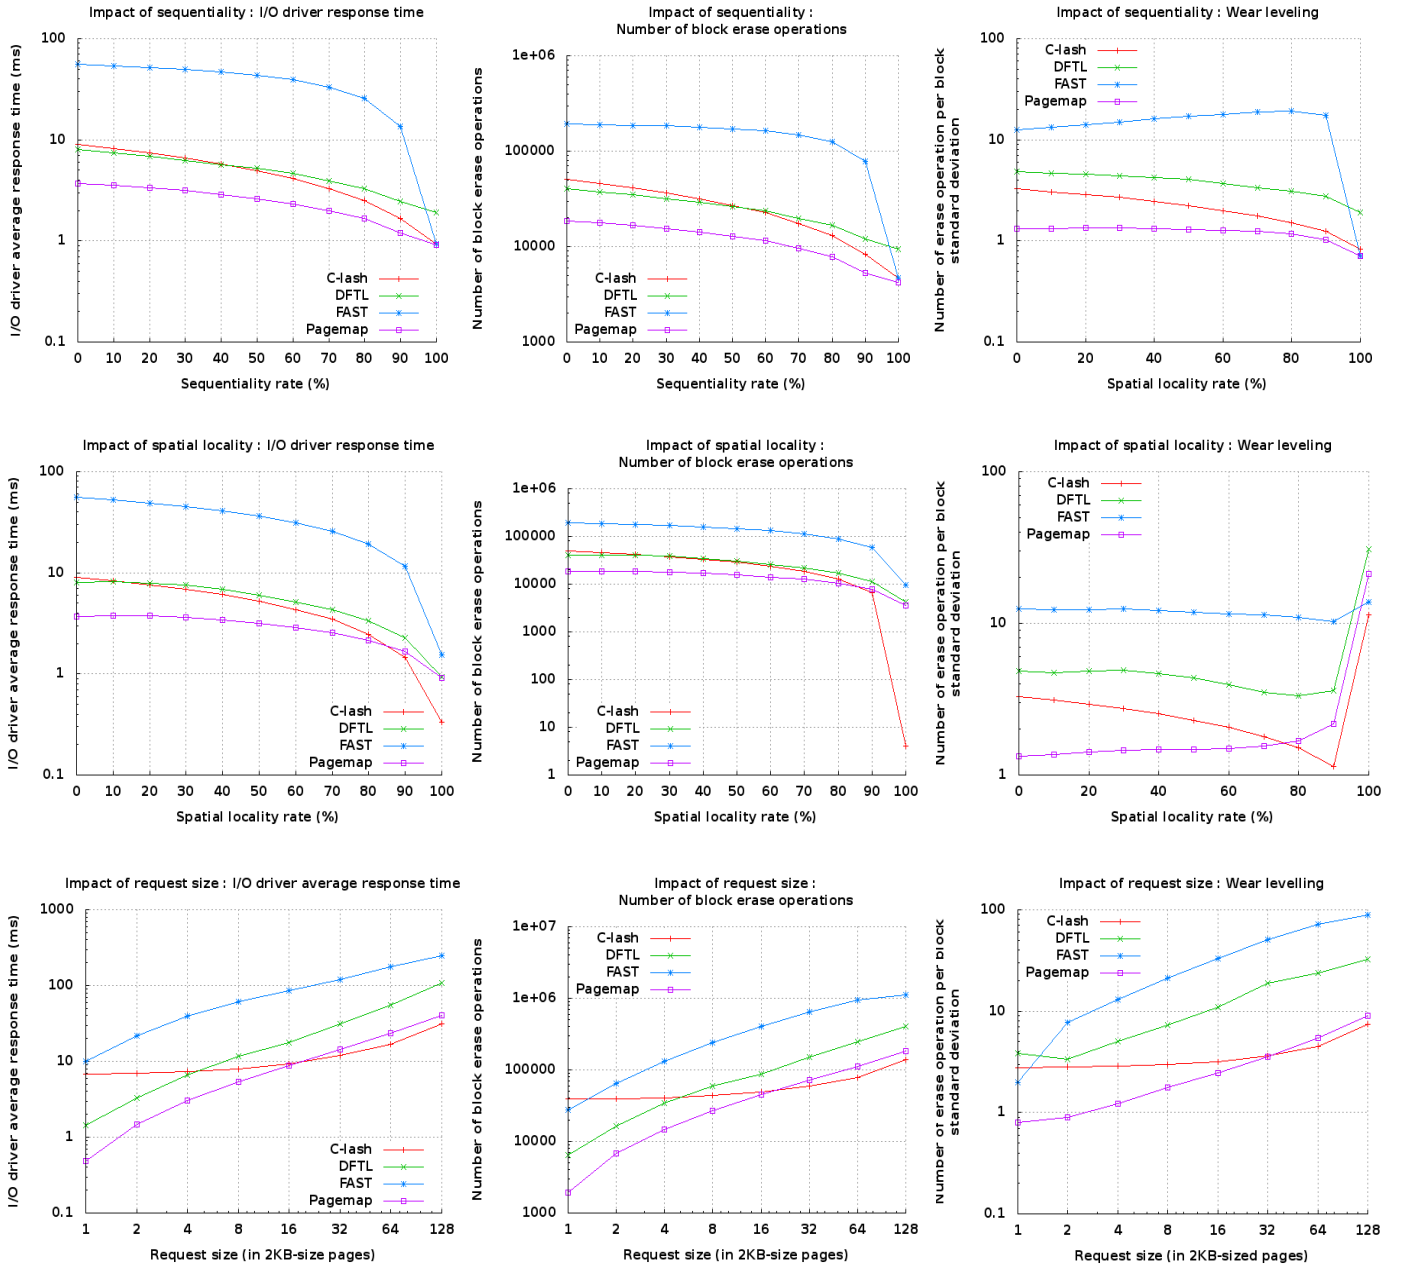 Impact of sequentiality : I/O driver response time
I/O driver average response time (ms)
100
10
1
0.1
C-lash
DFTL
FAST
Pagemap
0 10 20 30 40 50 60 70 80 90 100
Sequentiality rate (%)
Impact of sequentiality :
Number of block erase operations
Number of block erase operations
1e+06
100000
10000
1000
C-lash
DFTL
FAST
Pagemap
0 10 20 30 40 50 60 70 80 90 100
Sequentiality rate (%)
Impact of sequentiality : Wear leveling
Number of erase operation per block
standard deviation
100
10
1
0.1
C-lash
DFTL
FAST
Pagemap
0 20 40 60 80 100
Spatial locality rate (%)
Impact of spatial locality : I/O driver response time
I/O driver average response time (ms)
100
10
1
0.1
C-lash
DFTL
FAST
Pagemap
0 10 20 30 40 50 60 70 80 90 100
Spatial locality rate (%)
Impact of spatial locality :
Number of block erase operations
Number of block erase operations
1e+06
100000
10000
1000
100
10
1
C-lash
DFTL
FAST
Pagemap
0 10 20 30 40 50 60 70 80 90 100
Spatial locality rate (%)
Impact of spatial locality : Wear leveling
Number of erase operation per block
standard deviation
100
10
1
C-lash
DFTL
FAST
Pagemap
0 20 40 60 80 100
Spatial locality rate (%)
Impact of request size : I/O driver average response time
I/O driver average response time (ms)
1000
100
10
1
0.1
C-lash
DFTL
FAST
Pagemap
1 2 4 8 16 32 64 128
Request size (in 2KB-size pages)
Impact of request size :
Number of block erase operations
Number of block erase operations
1e+07
1e+06
100000
10000
1000
C-lash
DFTL
FAST
Pagemap
1 2 4 8 16 32 64 128
Request size (in 2KB-size pages)
Impact of request size : Wear levelling
Number of erase operation per block
standard deviation
100
10
1
0.1
C-lash
DFTL
FAST
Pagemap
1 2 4 8 16 32 64 128
Request size (in 2KB-sized pages)